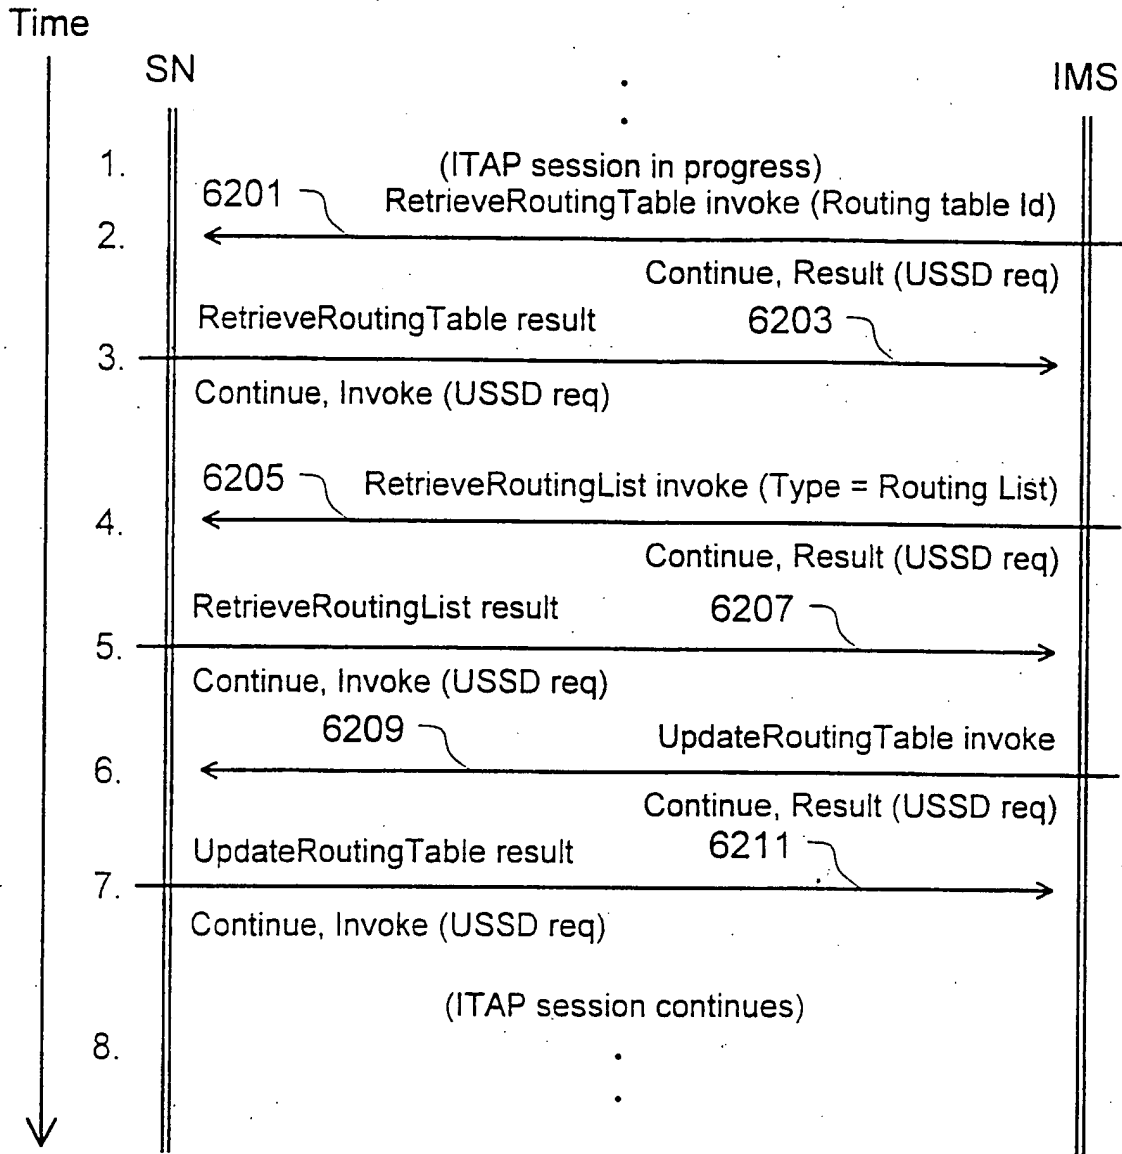 Time
SN
IMS
1.
(ITAP session in progress)
6201
RetrieveRoutingTable invoke (Routing table Id)
2.
Continue, Result (USSD req)
RetrieveRoutingTable result
6203
3.
Continue, Invoke (USSD req)
6205
RetrieveRoutingList invoke (Type = Routing List)
4.
Continue, Result (USSD req)
RetrieveRoutingList result
6207
5.
Continue, Invoke (USSD req)
6209
UpdateRoutingTable invoke
6.
Continue, Result (USSD req)
UpdateRoutingTable result
6211
7.
Continue, Invoke (USSD req)
(ITAP session continues)
8.